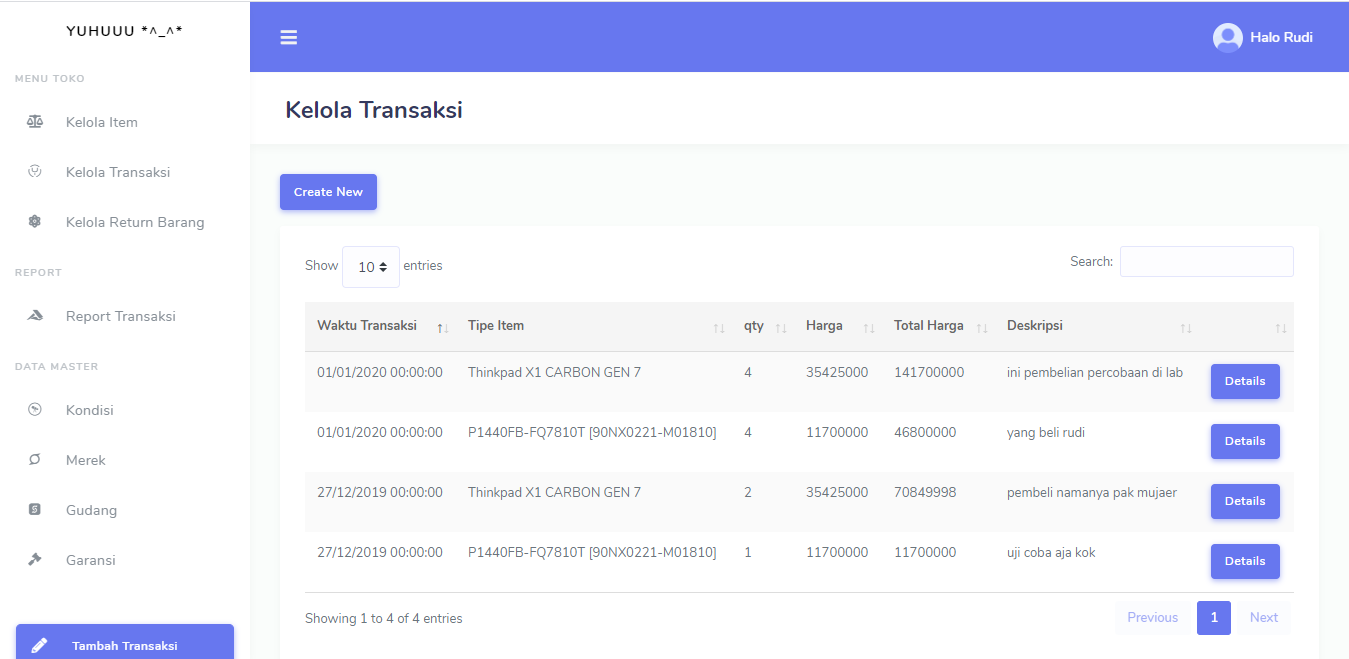 YUHUUU *^_^*
Halo Rudi
MENU TOKO
Kelola Item
Kelola Transaksi
Kelola Return Barang
REPORT
Report Transaksi
DATA MASTER
Kondisi
Merek
Gudang
Garansi
Tambah Transaksi
Kelola Transaksi
Create New
Show 10 entries
Search:
Waktu Transaksi Tipe Item qty Harga Total Harga Deskripsi
01/01/2020 00:00:00 Thinkpad X1 CARBON GEN 7 4 35425000 141700000 ini pembelian percobaan di lab Details
01/01/2020 00:00:00 P1440FB-FQ7810T [90NX0221-M01810] 4 11700000 46800000 yang beli rudi Details
27/12/2019 00:00:00 Thinkpad X1 CARBON GEN 7 2 35425000 70849998 pembeli namanya pak mujaer Details
27/12/2019 00:00:00 P1440FB-FQ7810T [90NX0221-M01810] 1 11700000 11700000 uji coba aja kok Details
Showing 1 to 4 of 4 entries
Previous 1 Next